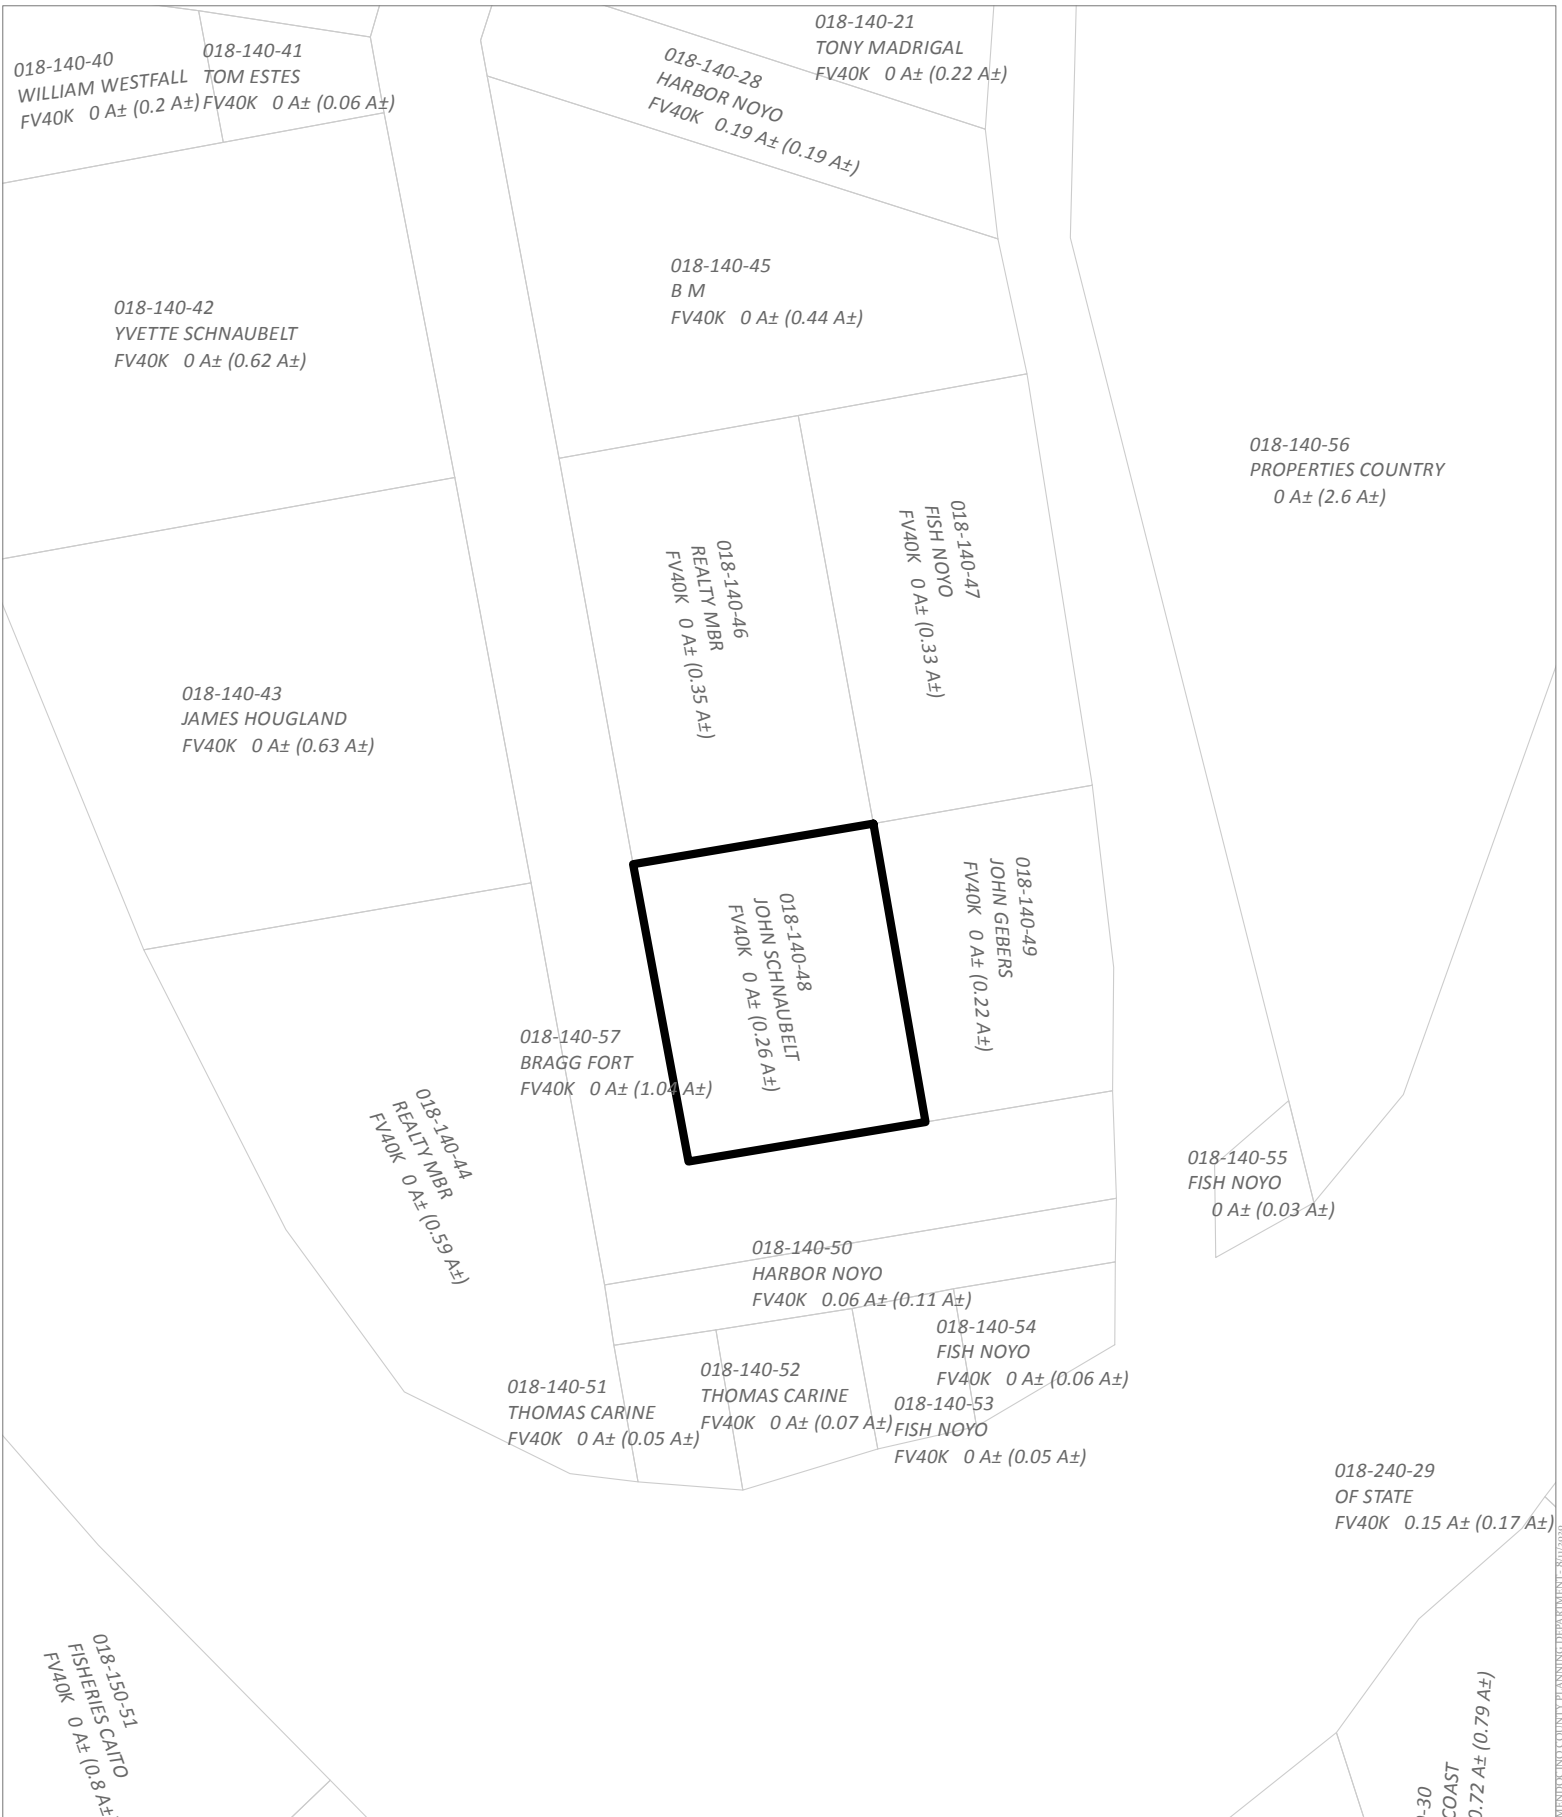 018-140-40
WILLIAM WESTFALL
FV40K 0 A± (0.2 A±)
018-140-41
TOM ESTES
FV40K 0 A± (0.06 A±)
018-140-28
HARBOR NOYO
FV40K 0.19 A± (0.19 A±)
018-140-21
TONY MADRIGAL
FV40K 0 A± (0.22 A±)
018-140-45
B M
FV40K 0 A± (0.44 A±)
018-140-42
YVETTE SCHNAUBELT
FV40K 0 A± (0.62 A±)
018-140-56
PROPERTIES COUNTRY
0 A± (2.6 A±)
018-140-46
REALTY MBR
FV40K 0 A± (0.35 A±)
018-140-47
FISH NOYO
FV40K 0 A± (0.33 A±)
018-140-43
JAMES HOUGLAND
FV40K 0 A± (0.63 A±)
018-140-48
JOHN SCHNAUBELT
FV40K 0 A± (0.26 A±)
018-140-49
JOHN GEBERS
FV40K 0 A± (0.22 A±)
018-140-57
BRAGG FORT
FV40K 0 A± (1.04 A±)
018-140-44
REALTY MBR
FV40K 0 A± (0.59 A±)
018-140-55
FISH NOYO
0 A± (0.03 A±)
018-140-50
HARBOR NOYO
FV40K 0.06 A± (0.11 A±)
018-140-54
FISH NOYO
FV40K 0 A± (0.06 A±)
018-140-51
THOMAS CARINE
FV40K 0 A± (0.05 A±)
018-140-52
THOMAS CARINE
FV40K 0 A± (0.07 A±)
018-140-53
FISH NOYO
FV40K 0 A± (0.05 A±)
018-240-29
OF STATE
FV40K 0.15 A± (0.17 A±)
018-150-51
FISHERIES CAITO
FV40K 0 A± (0.8 A±
-30
COAST
0.72 A± (0.79 A±)
MENDOCINO COUNTY PLANNING DEPARTMENT